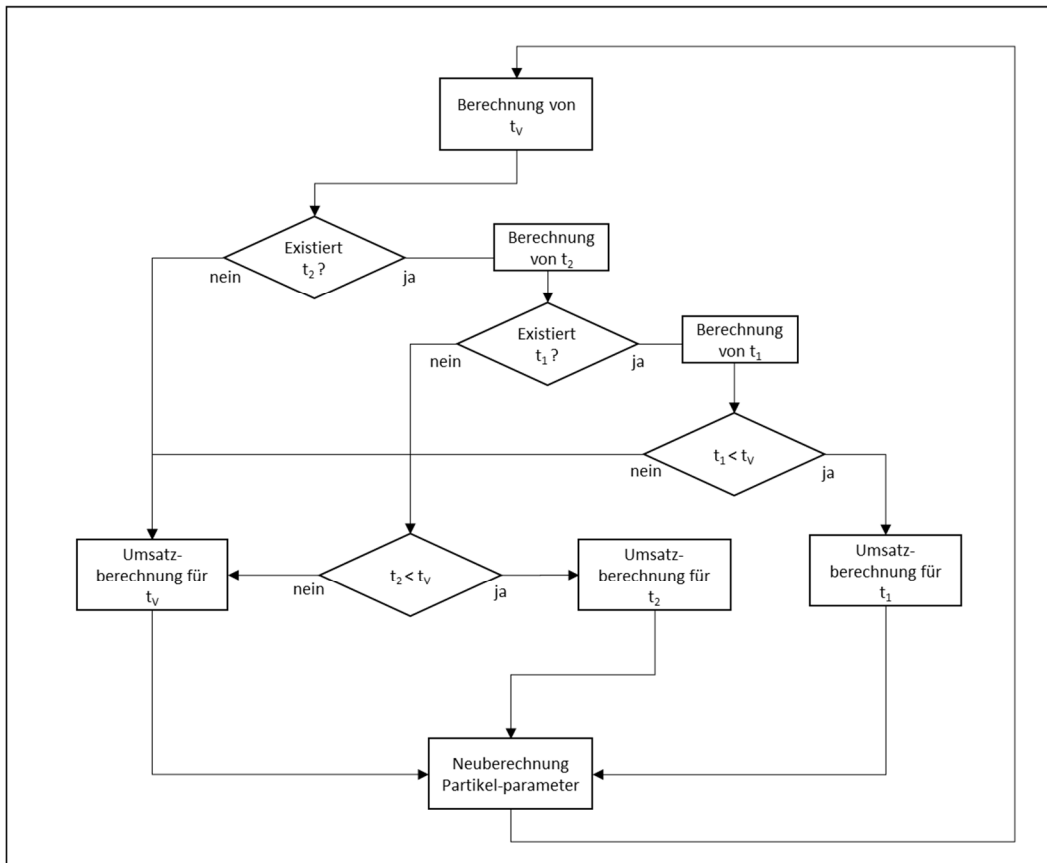 Berechnung von
tV
Existiert
t2 ?
nein
ja
Berechnung
von t2
Existiert
t1 ?
nein
ja
Berechnung
von t1
t1 < tV
nein
ja
Umsatz-
berechnung für
tV
t2 < tV
nein
ja
Umsatz-
berechnung für
t2
Umsatz-
berechnung für
t1
Neuberechnung
Partikel-parameter